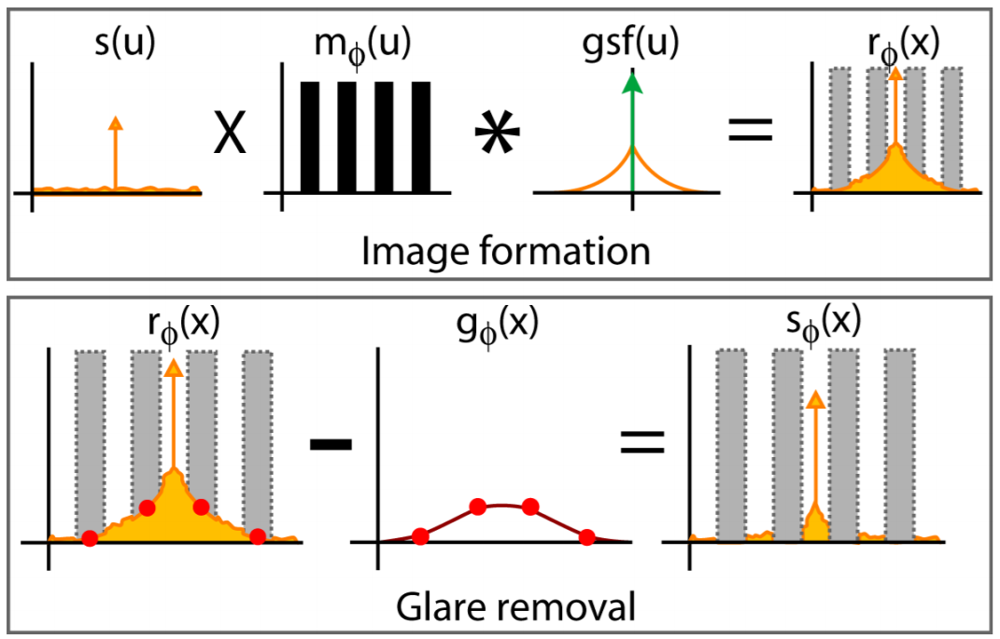 s(u) X mϕ(u) * gsf(u) = rϕ(x)
Image formation
rϕ(x) − gϕ(x) = sϕ(x)
Glare removal